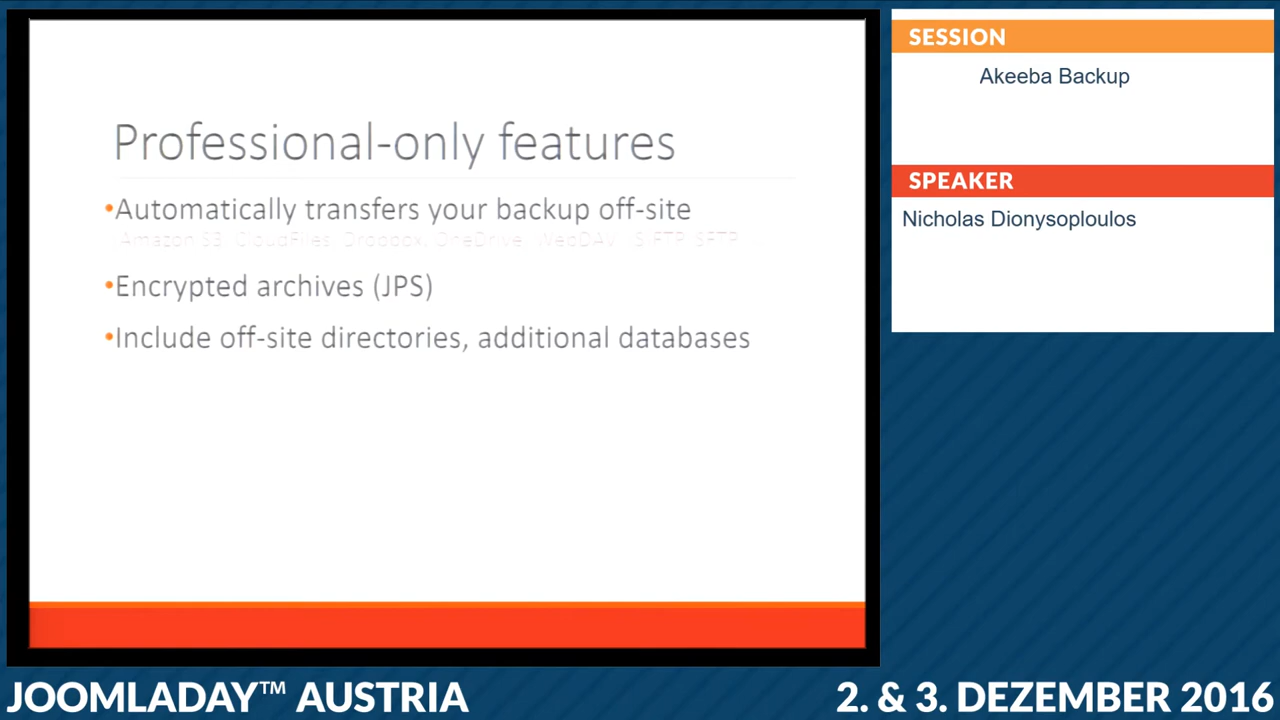 Professional-only features
•Automatically transfers your backup off-site
Amazon S3, CloudFiles, Dropbox, OneDrive, WebDAV, SFTP
•Encrypted archives (JPS)
•Include off-site directories, additional databases
SESSION
Akeeba Backup
SPEAKER
Nicholas Dionysoploulos
JOOMLADAY™ AUSTRIA
2. & 3. DEZEMBER 2016